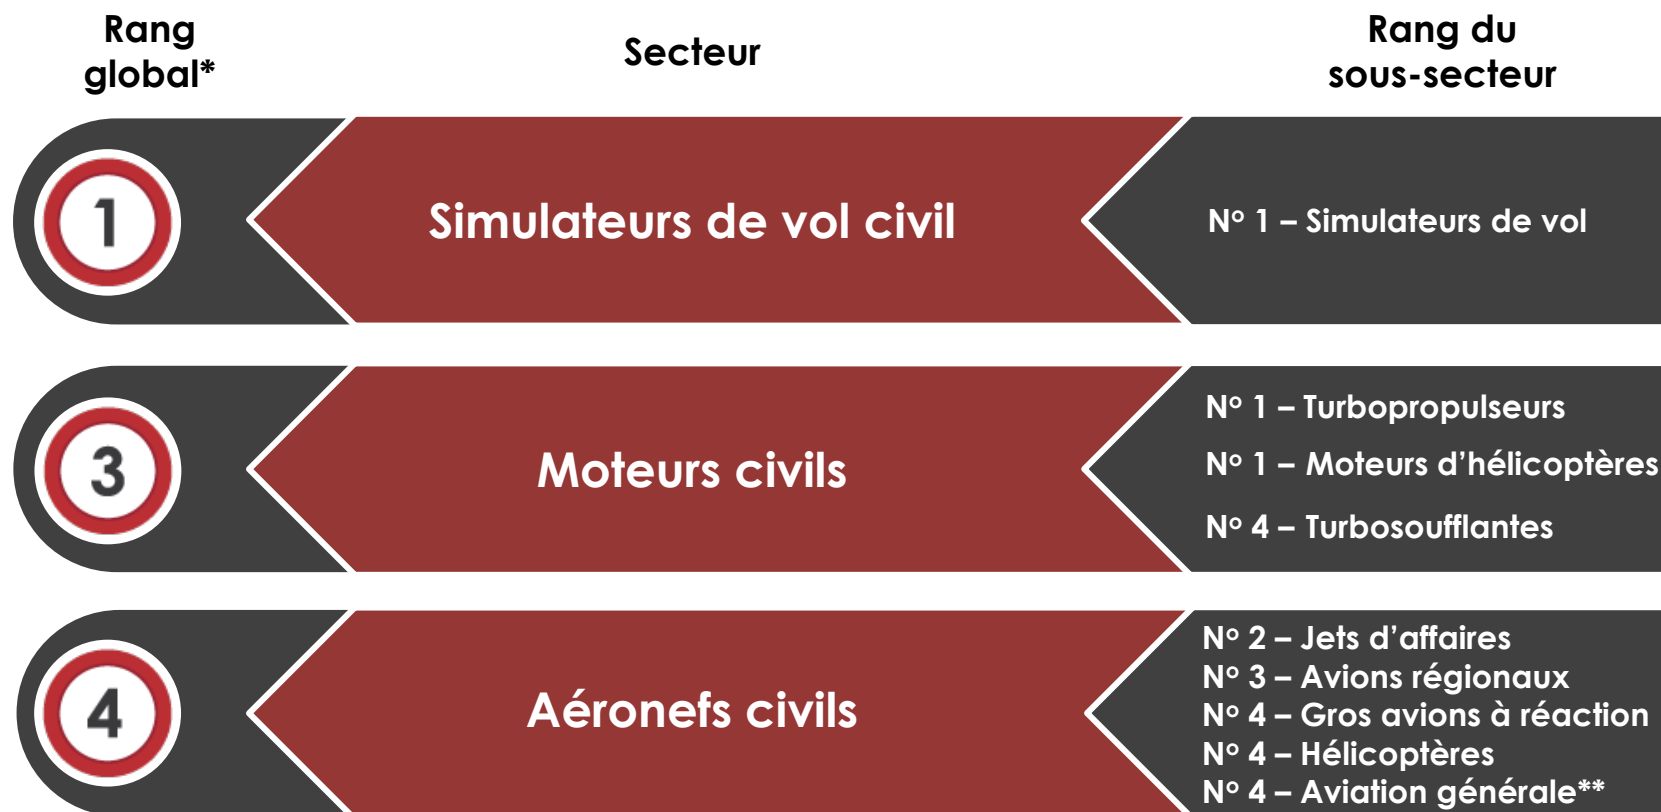 Rang
global*
Secteur
Rang du
sous-secteur
1
Simulateurs de vol civil
Nº 1 – Simulateurs de vol
3
Moteurs civils
Nº 1 – Turbopropulseurs
Nº 1 – Moteurs d’hélicoptères
Nº 4 – Turbosoufflantes
4
Aéronefs civils
Nº 2 – Jets d’affaires
Nº 3 – Avions régionaux
Nº 4 – Gros avions à réaction
Nº 4 – Hélicoptères
Nº 4 – Aviation générale**